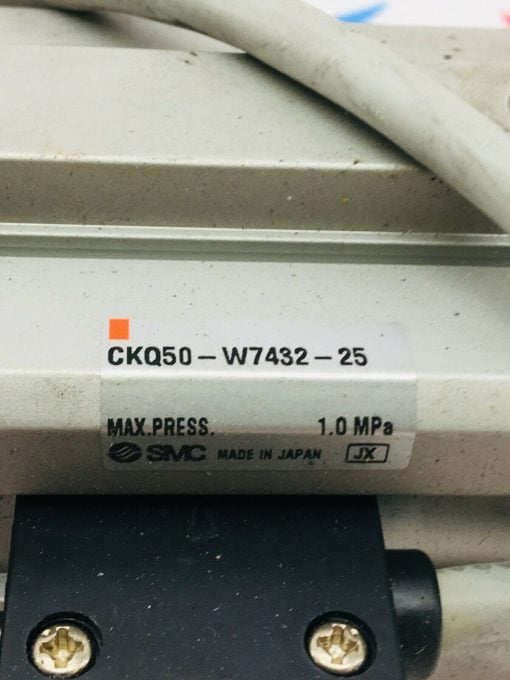 CKQ50-W7432-25
MAX.PRESS. 1.0 MPa
SMC MADE IN JAPAN JX